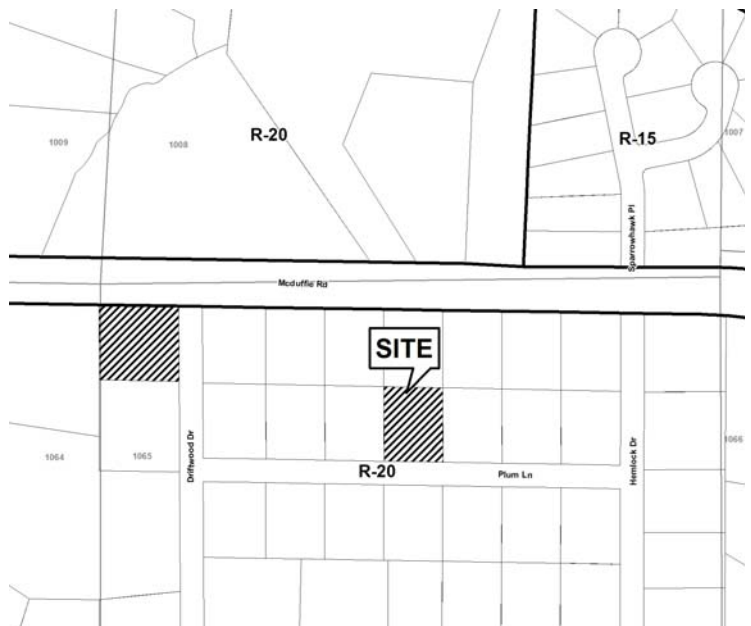 R-20
R-15
1009
1008
1007
Sparrowhawk Pl
Mcduffie Rd
SITE
1064
1065
Driftwood Dr
R-20
Plum Ln
Hemlock Dr
1066